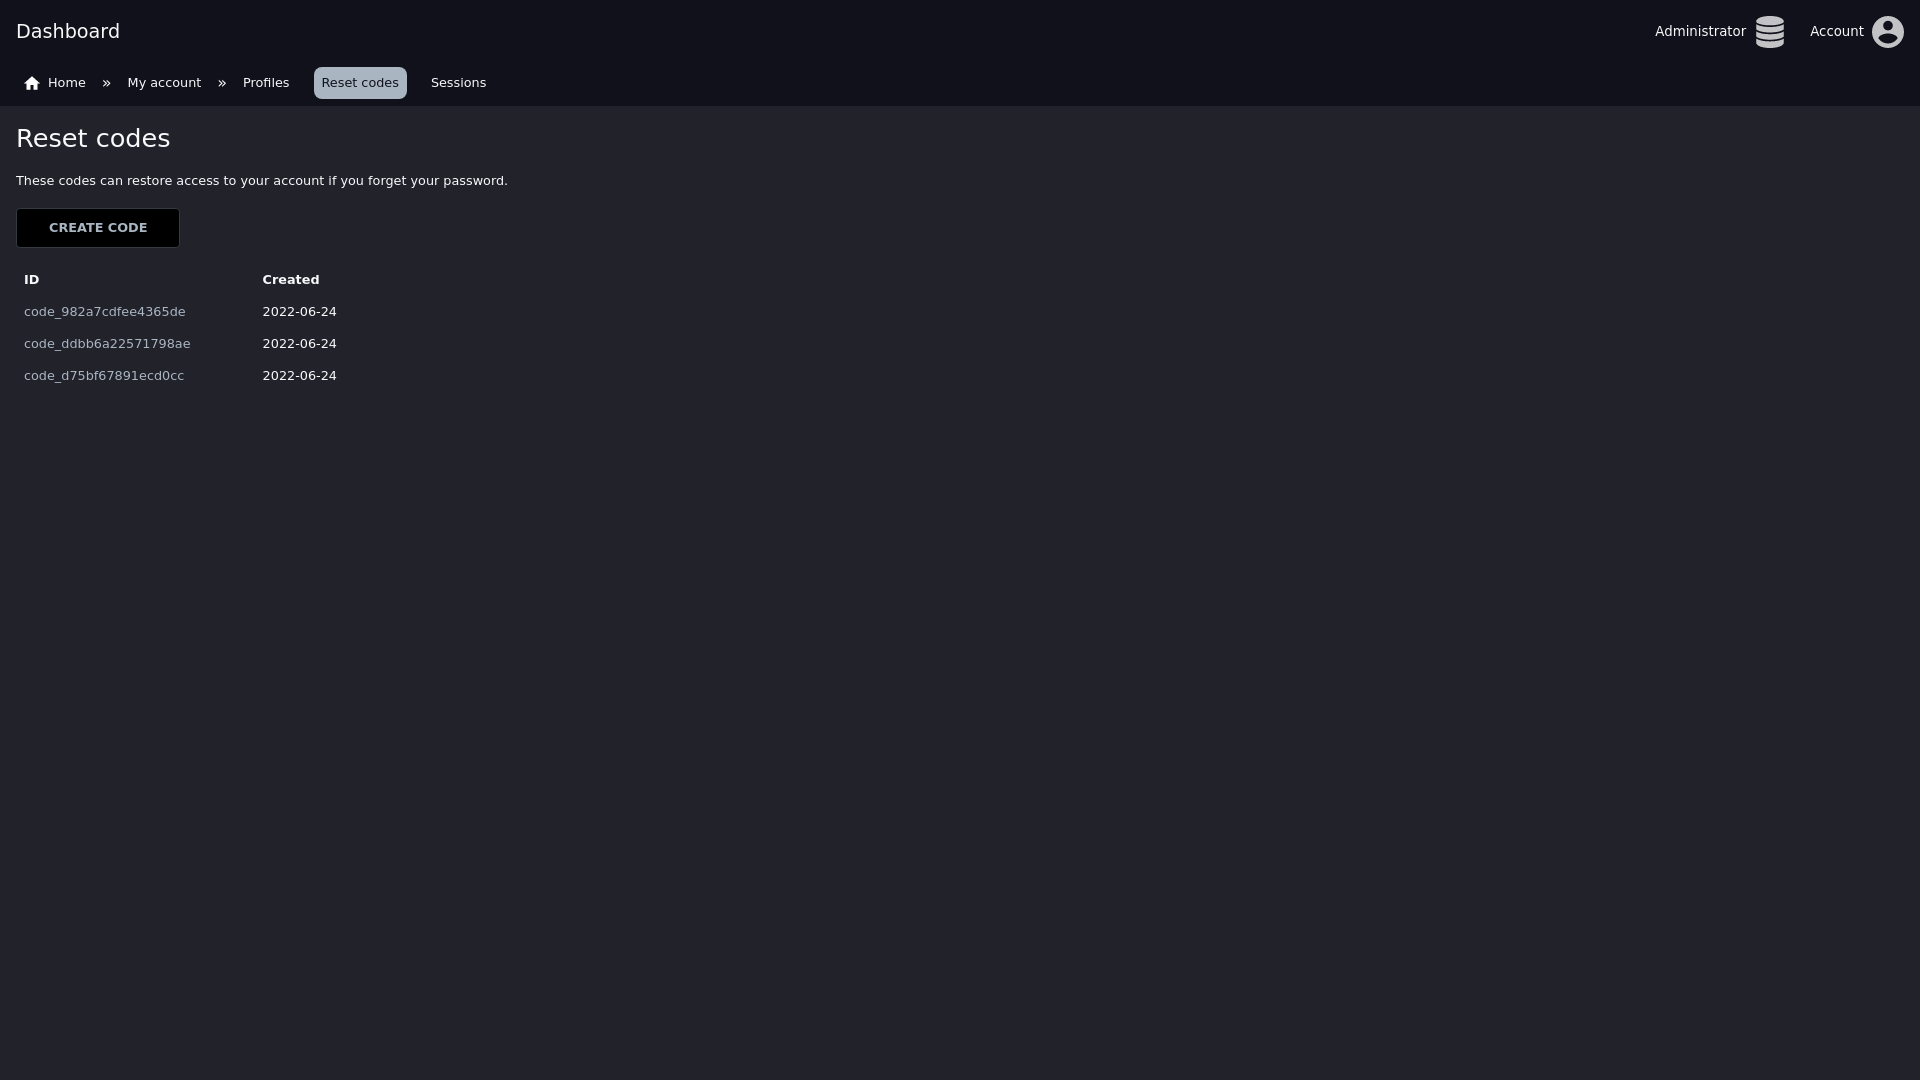 Dashboard
Administrator
Account
Home » My account » Profiles Reset codes Sessions
Reset codes
These codes can restore access to your account if you forget your password.
CREATE CODE
ID Created
code_982a7cdfee4365de 2022-06-24
code_ddbb6a22571798ae 2022-06-24
code_d75bf67891ecd0cc 2022-06-24